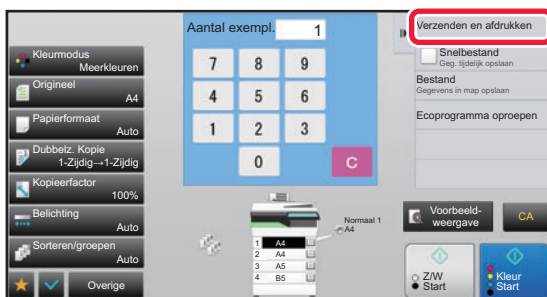 Aantal exempl. 1
Kleurmodus
Meerkleuren
Origineel
A4
Papierformaat
Auto
Dubbelz. Kopie
1-Zijdig→1-Zijdig
Kopieerfactor
100%
Belichting
Auto
Sorteren/groepen
Auto
Overige
7 8 9
4 5 6
1 2 3
0 C
Normaal 1
A4
1 A4
2 A4
3 A5
4 B5
Verzenden en afdrukken
Snelbestand
Geg. tijdelijk opslaan
Bestand
Gegevens in map opslaan
Ecoprogramma oproepen
Voorbeeld-
weergave
CA
Z/W
Start
Kleur
Start